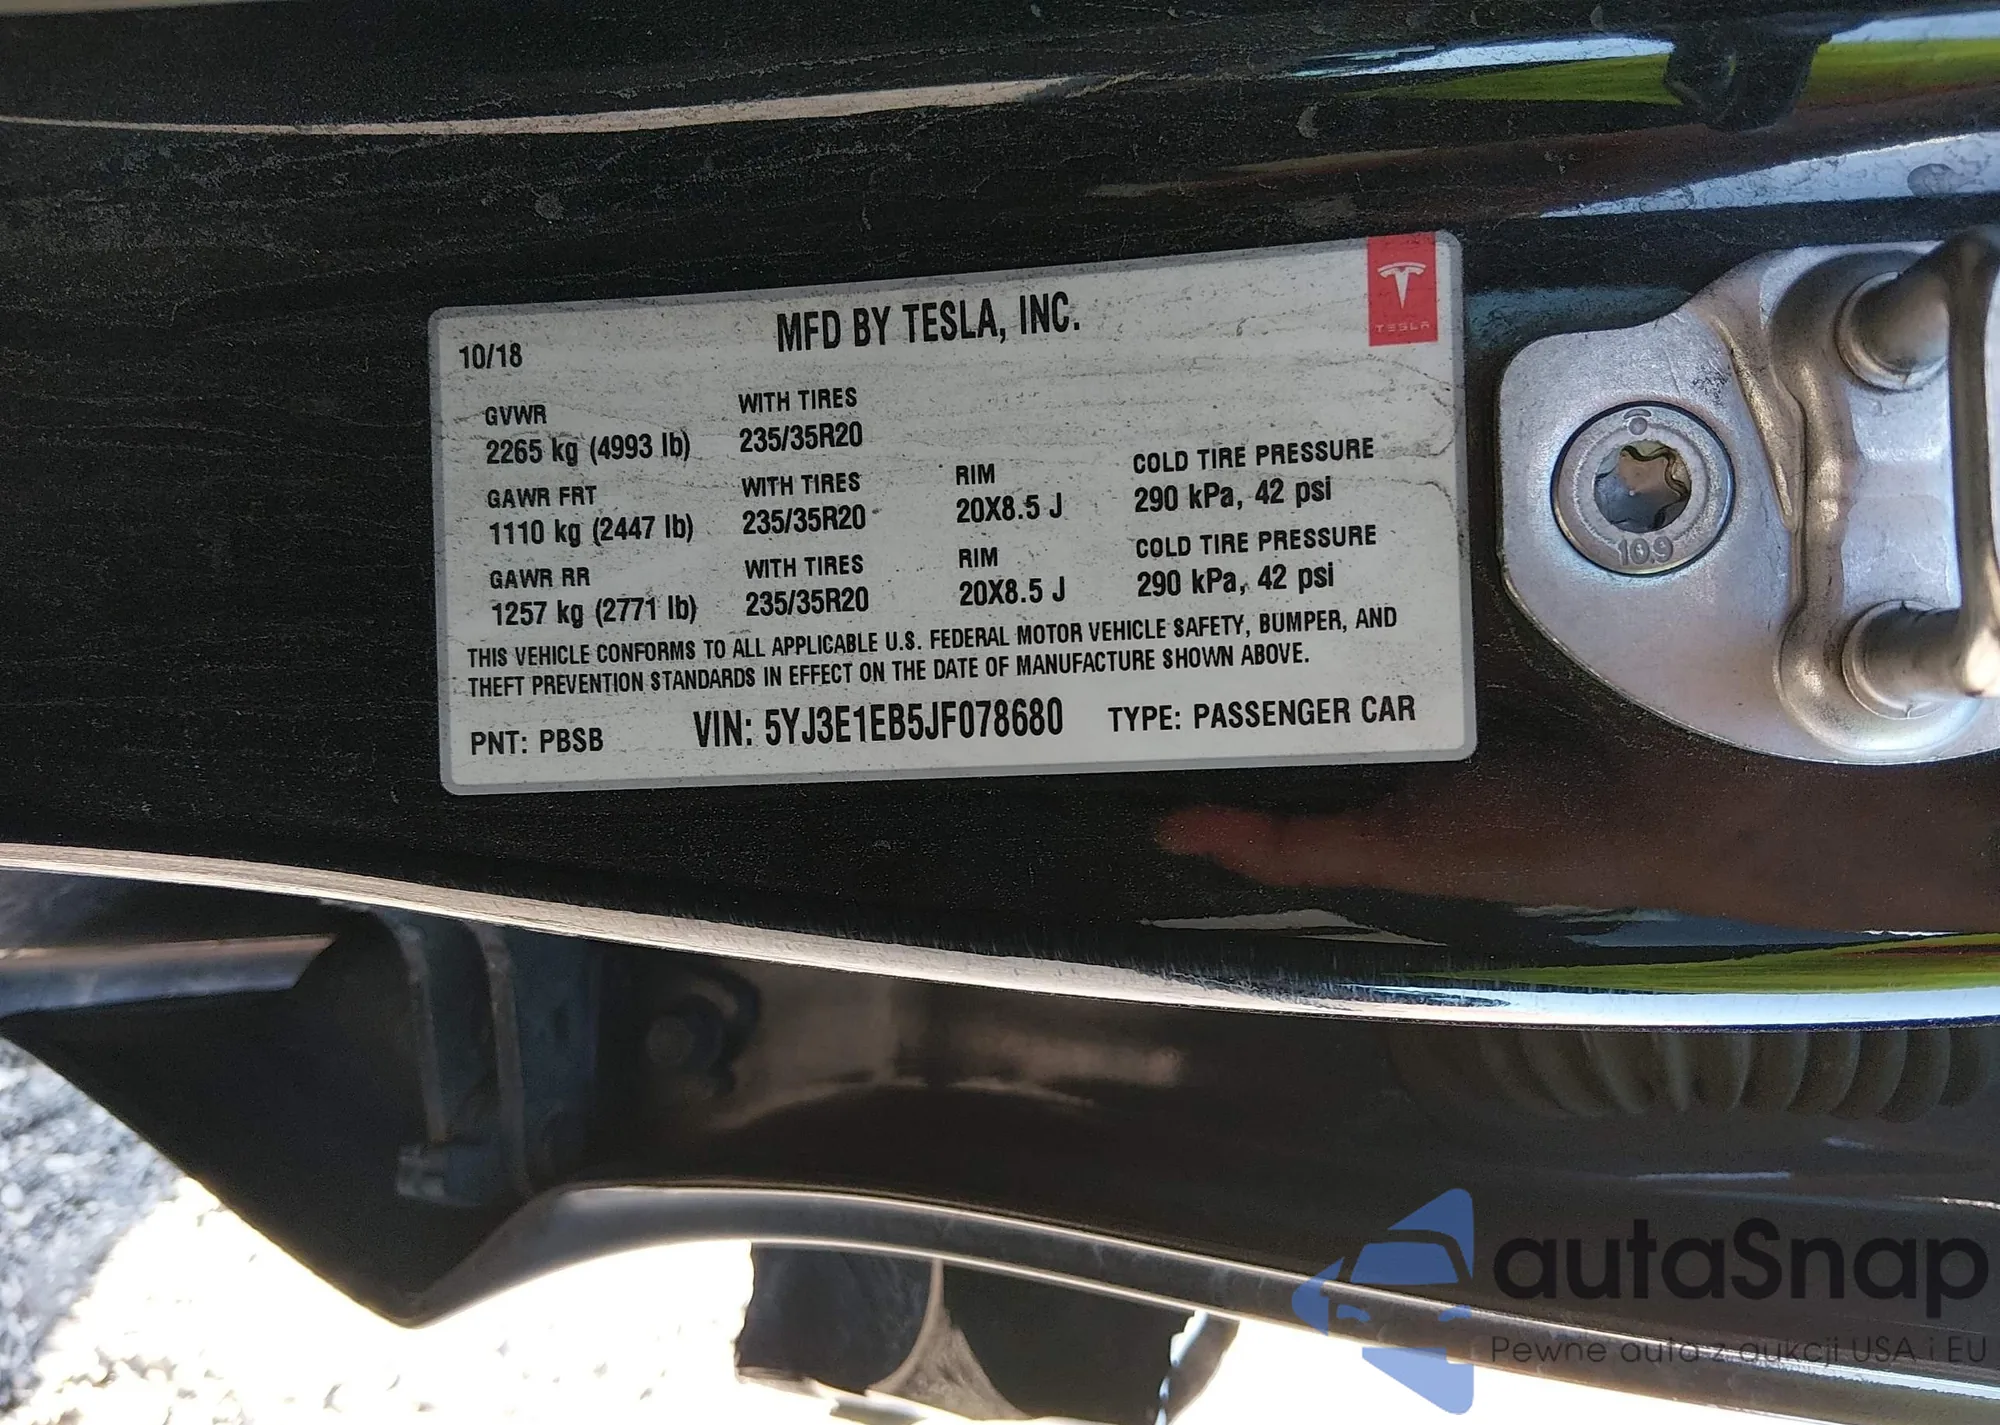 MFD BY TESLA, INC.
TESLA
10/18
GVWR WITH TIRES
2265 kg (4993 lb) 235/35R20
GAWR FRT WITH TIRES RIM COLD TIRE PRESSURE
1110 kg (2447 lb) 235/35R20 20X8.5 J 290 kPa, 42 psi
GAWR RR WITH TIRES RIM COLD TIRE PRESSURE
1257 kg (2771 lb) 235/35R20 20X8.5 J 290 kPa, 42 psi
THIS VEHICLE CONFORMS TO ALL APPLICABLE U.S. FEDERAL MOTOR VEHICLE SAFETY, BUMPER, AND
THEFT PREVENTION STANDARDS IN EFFECT ON THE DATE OF MANUFACTURE SHOWN ABOVE.
PNT: PBSB VIN: 5YJ3E1EB5JF078680 TYPE: PASSENGER CAR
10.9
autaSnap
Pewne auta z aukcji USA i EU